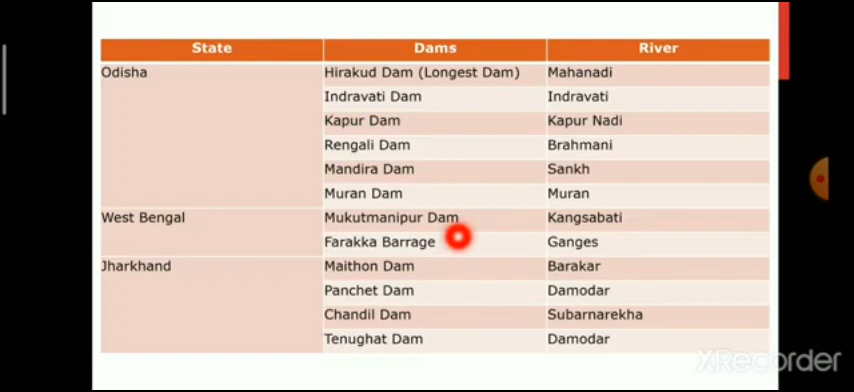 State Dams River
Odisha Hirakud Dam (Longest Dam) Mahanadi
Indravati Dam Indravati
Kapur Dam Kapur Nadi
Rengali Dam Brahmani
Mandira Dam Sankh
Muran Dam Muran
West Bengal Mukutmanipur Dam Kangsabati
Farakka Barrage Ganges
Jharkhand Maithon Dam Barakar
Panchet Dam Damodar
Chandil Dam Subarnarekha
Tenughat Dam Damodar
XRecorder